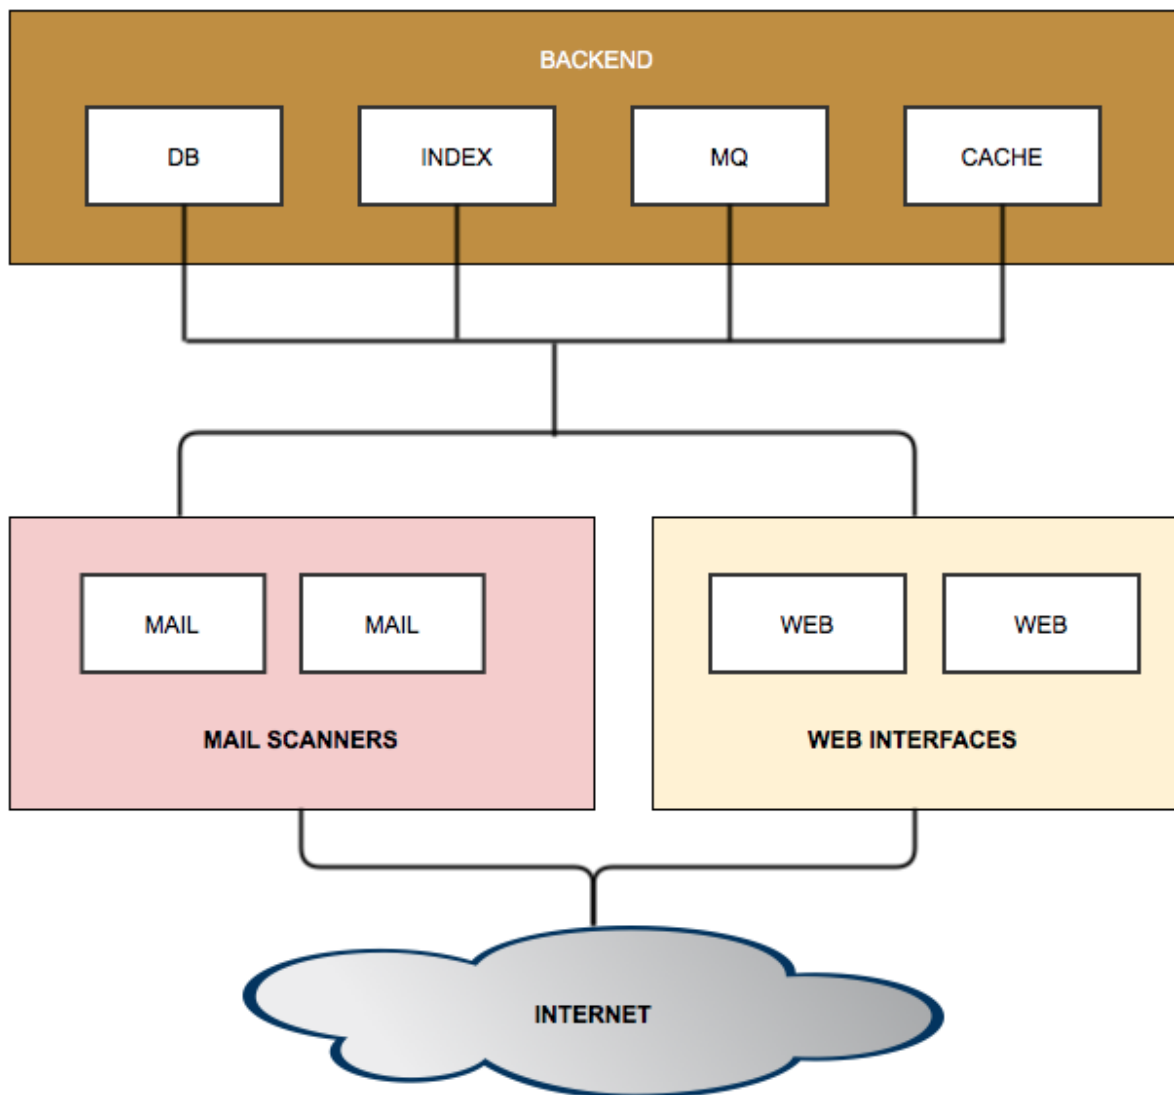 BACKEND
DB
INDEX
MQ
CACHE
MAIL
MAIL
WEB
WEB
MAIL SCANNERS
WEB INTERFACES
INTERNET